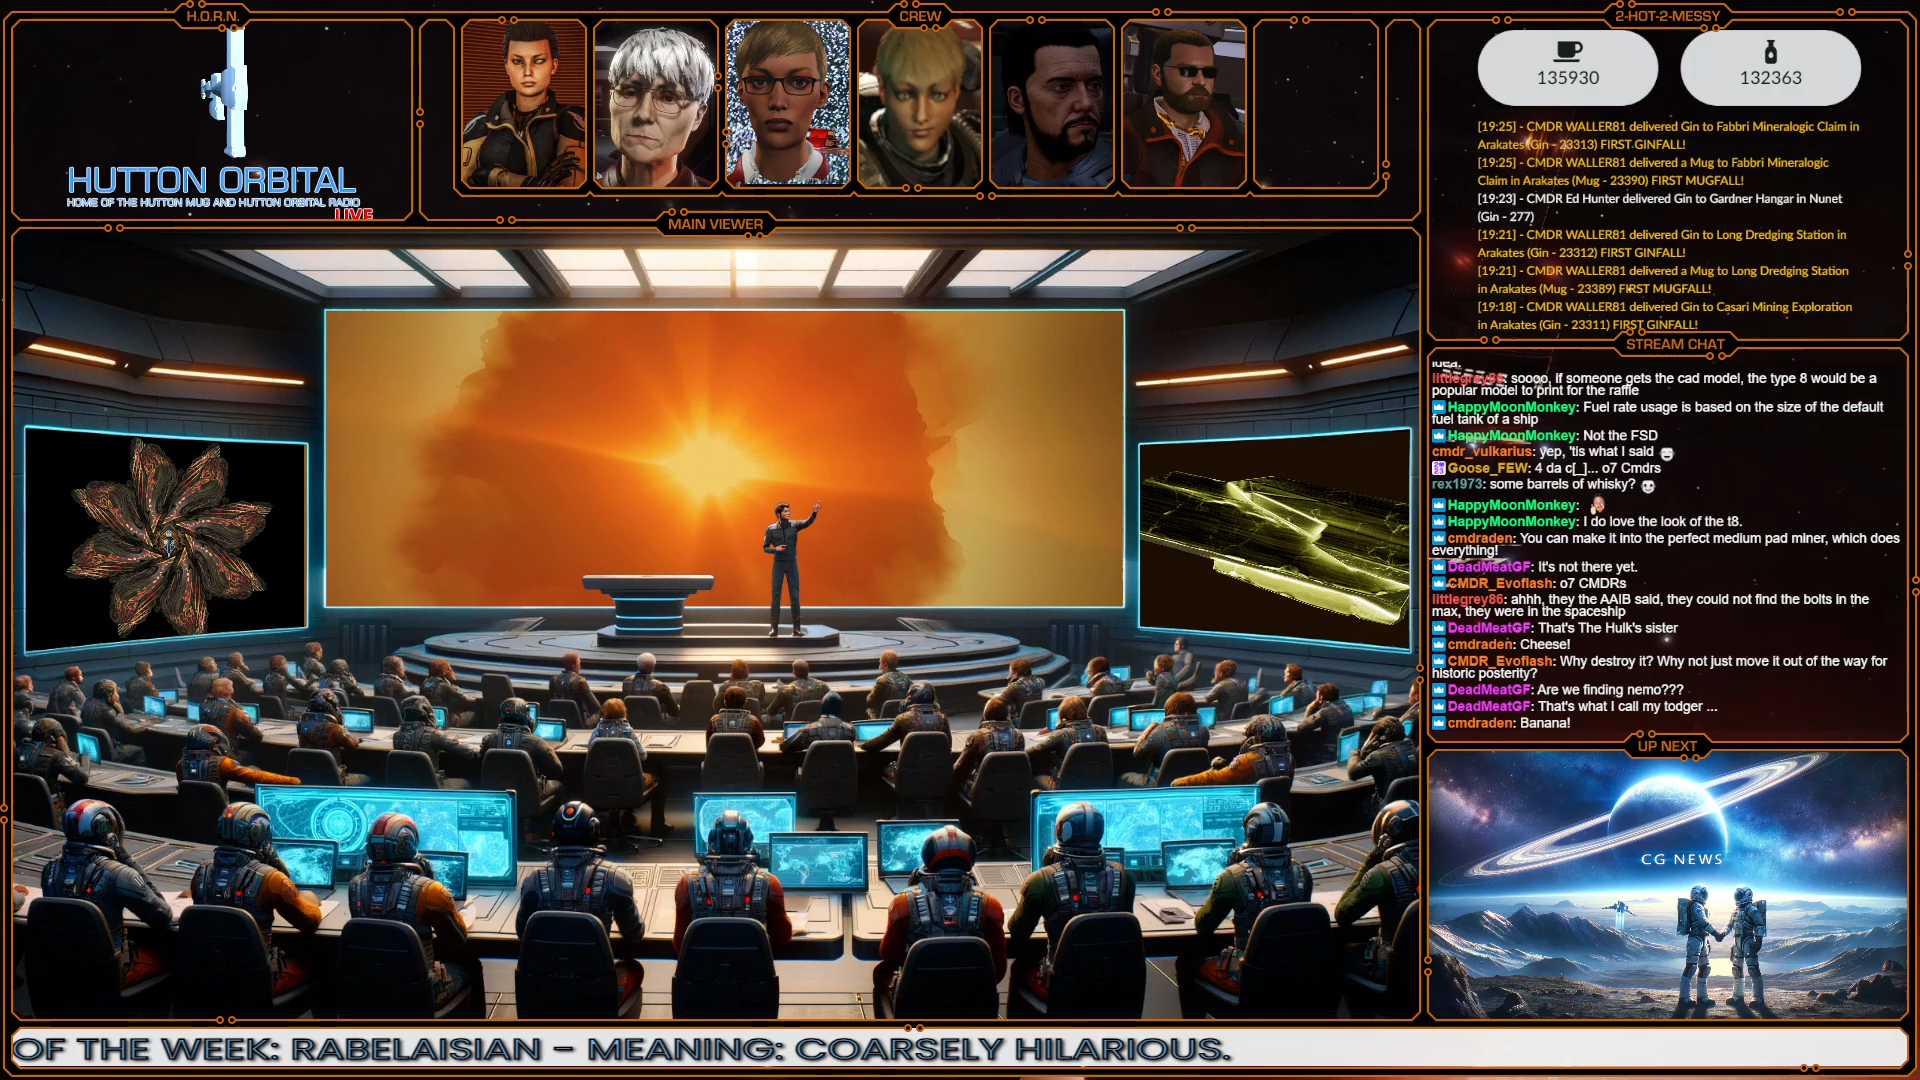 H.O.R.N.
HUTTON ORBITAL
HOME OF THE HUTTON MUG AND HUTTON ORBITAL RADIO
LIVE
CREW
MAIN VIEWER
2-HOT-2-MESSY
135930
132363
[19:25] - CMDR WALLER81 delivered Gin to Fabbri Mineralogic Claim in
Arakates (Gin - 23313) FIRST GINFALL!
[19:25] - CMDR WALLER81 delivered a Mug to Fabbri Mineralogic
Claim in Arakates (Mug - 23390) FIRST MUGFALL!
[19:23] - CMDR Ed Hunter delivered Gin to Gardner Hangar in Nunet
(Gin - 277)
[19:21] - CMDR WALLER81 delivered Gin to Long Dredging Station in
Arakates (Gin - 23312) FIRST GINFALL!
[19:21] - CMDR WALLER81 delivered a Mug to Long Dredging Station
in Arakates (Mug - 23389) FIRST MUGFALL!
[19:18] - CMDR WALLER81 delivered Gin to Casari Mining Exploration
in Arakates (Gin - 23311) FIRST GINFALL!
STREAM CHAT
idea.
littlegrey86: soooo, if someone gets the cad model, the type 8 would be a
popular model to print for the raffle
HappyMoonMonkey: Fuel rate usage is based on the size of the default
fuel tank of a ship
HappyMoonMonkey: Not the FSD
cmdr_vulkarius: yep, 'tis what I said
Goose_FEW: 4 da c[_]... o7 Cmdrs
rex1973: some barrels of whisky?
HappyMoonMonkey:
HappyMoonMonkey: I do love the look of the t8.
cmdraden: You can make it into the perfect medium pad miner, which does
everything!
DeadMeatGF: It's not there yet.
CMDR_Evoflash: o7 CMDRs
littlegrey86: ahhh, they the AAIB said, they could not find the bolts in the
max, they were in the spaceship
DeadMeatGF: That's The Hulk's sister
cmdraden: Cheese!
CMDR_Evoflash: Why destroy it? Why not just move it out of the way for
historic posterity?
DeadMeatGF: Are we finding nemo???
DeadMeatGF: That's what I call my todger ...
cmdraden: Banana!
UP NEXT
CG NEWS
OF THE WEEK: RABELAISIAN - MEANING: COARSELY HILARIOUS.